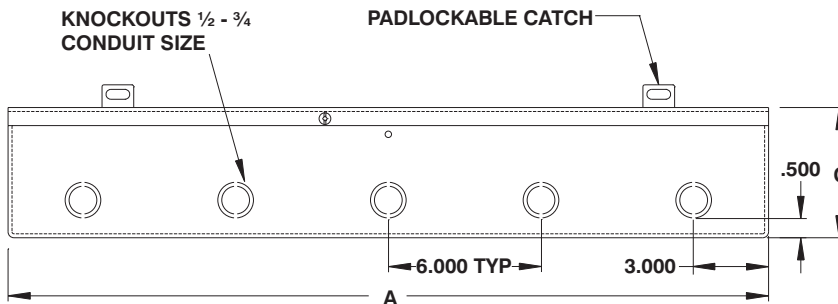 KNOCKOUTS ½ - ¾
CONDUIT SIZE
PADLOCKABLE CATCH
.500
6.000 TYP
3.000
A